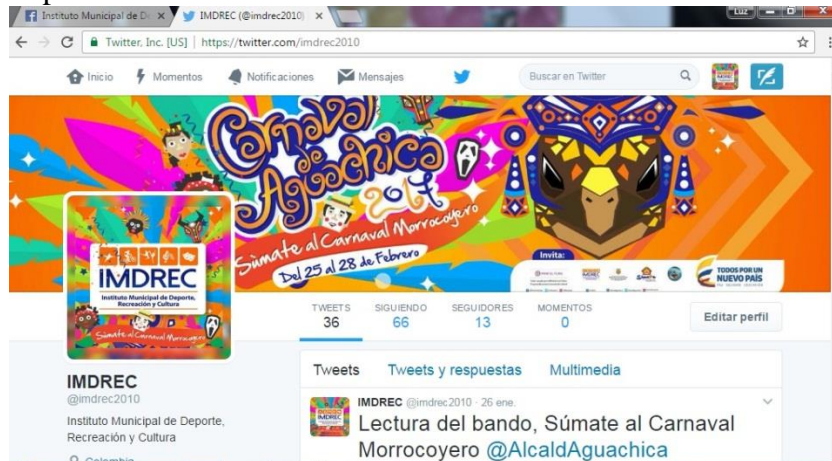 Instituto Municipal de De
IMDREC (@imdrec2010)
Luz
Twitter, Inc. [US] | https://twitter.com/imdrec2010
Inicio Momentos Notificaciones Mensajes Buscar en Twitter
Carnaval
de
Aguachica
2017
Súmate al Carnaval Morrocoyero
Del 25 al 28 de Febrero
Invita:
TODOS POR UN
NUEVO PAÍS
IMDREC
Instituto Municipal de Deporte,
Recreación y Cultura
Súmate al Carnaval Morrocoyero
TWEETS SIGUIENDO SEGUIDORES MOMENTOS
36 66 13 0
Editar perfil
Tweets Tweets y respuestas Multimedia
IMDREC
@imdrec2010
Instituto Municipal de Deporte,
Recreación y Cultura
Colombia
IMDREC @imdrec2010 · 26 ene.
Lectura del bando, Súmate al Carnaval
Morrocoyero @AlcaldAguachica